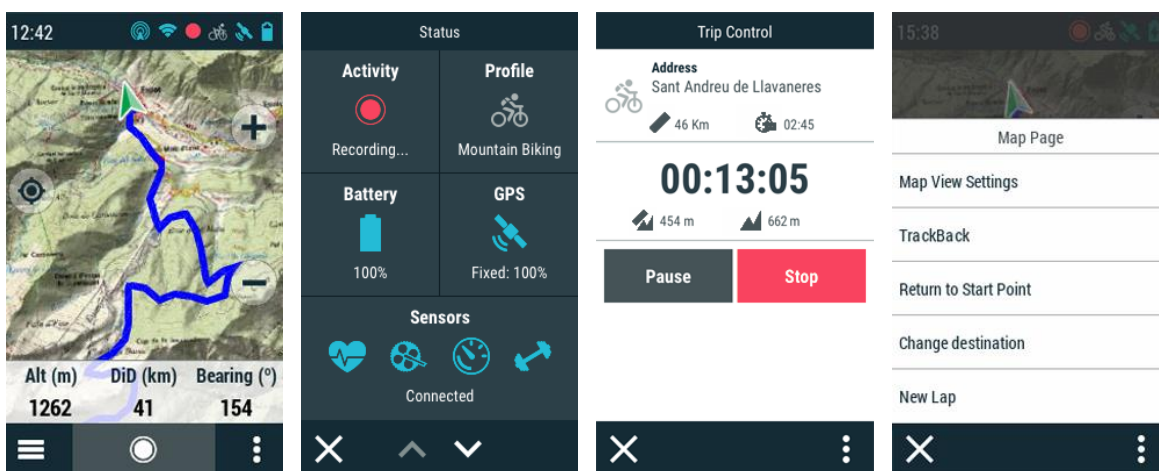 12:42
Espot
Alt (m) DiD (km) Bearing (º)
1262 41 154
Status
Activity Profile
Recording... Mountain Biking
Battery GPS
100% Fixed: 100%
Sensors
Connected
Trip Control
Address
Sant Andreu de Llavaneres
46 Km 02:45
00:13:05
454 m 662 m
Pause Stop
15:38
Map Page
Map View Settings
TrackBack
Return to Start Point
Change destination
New Lap